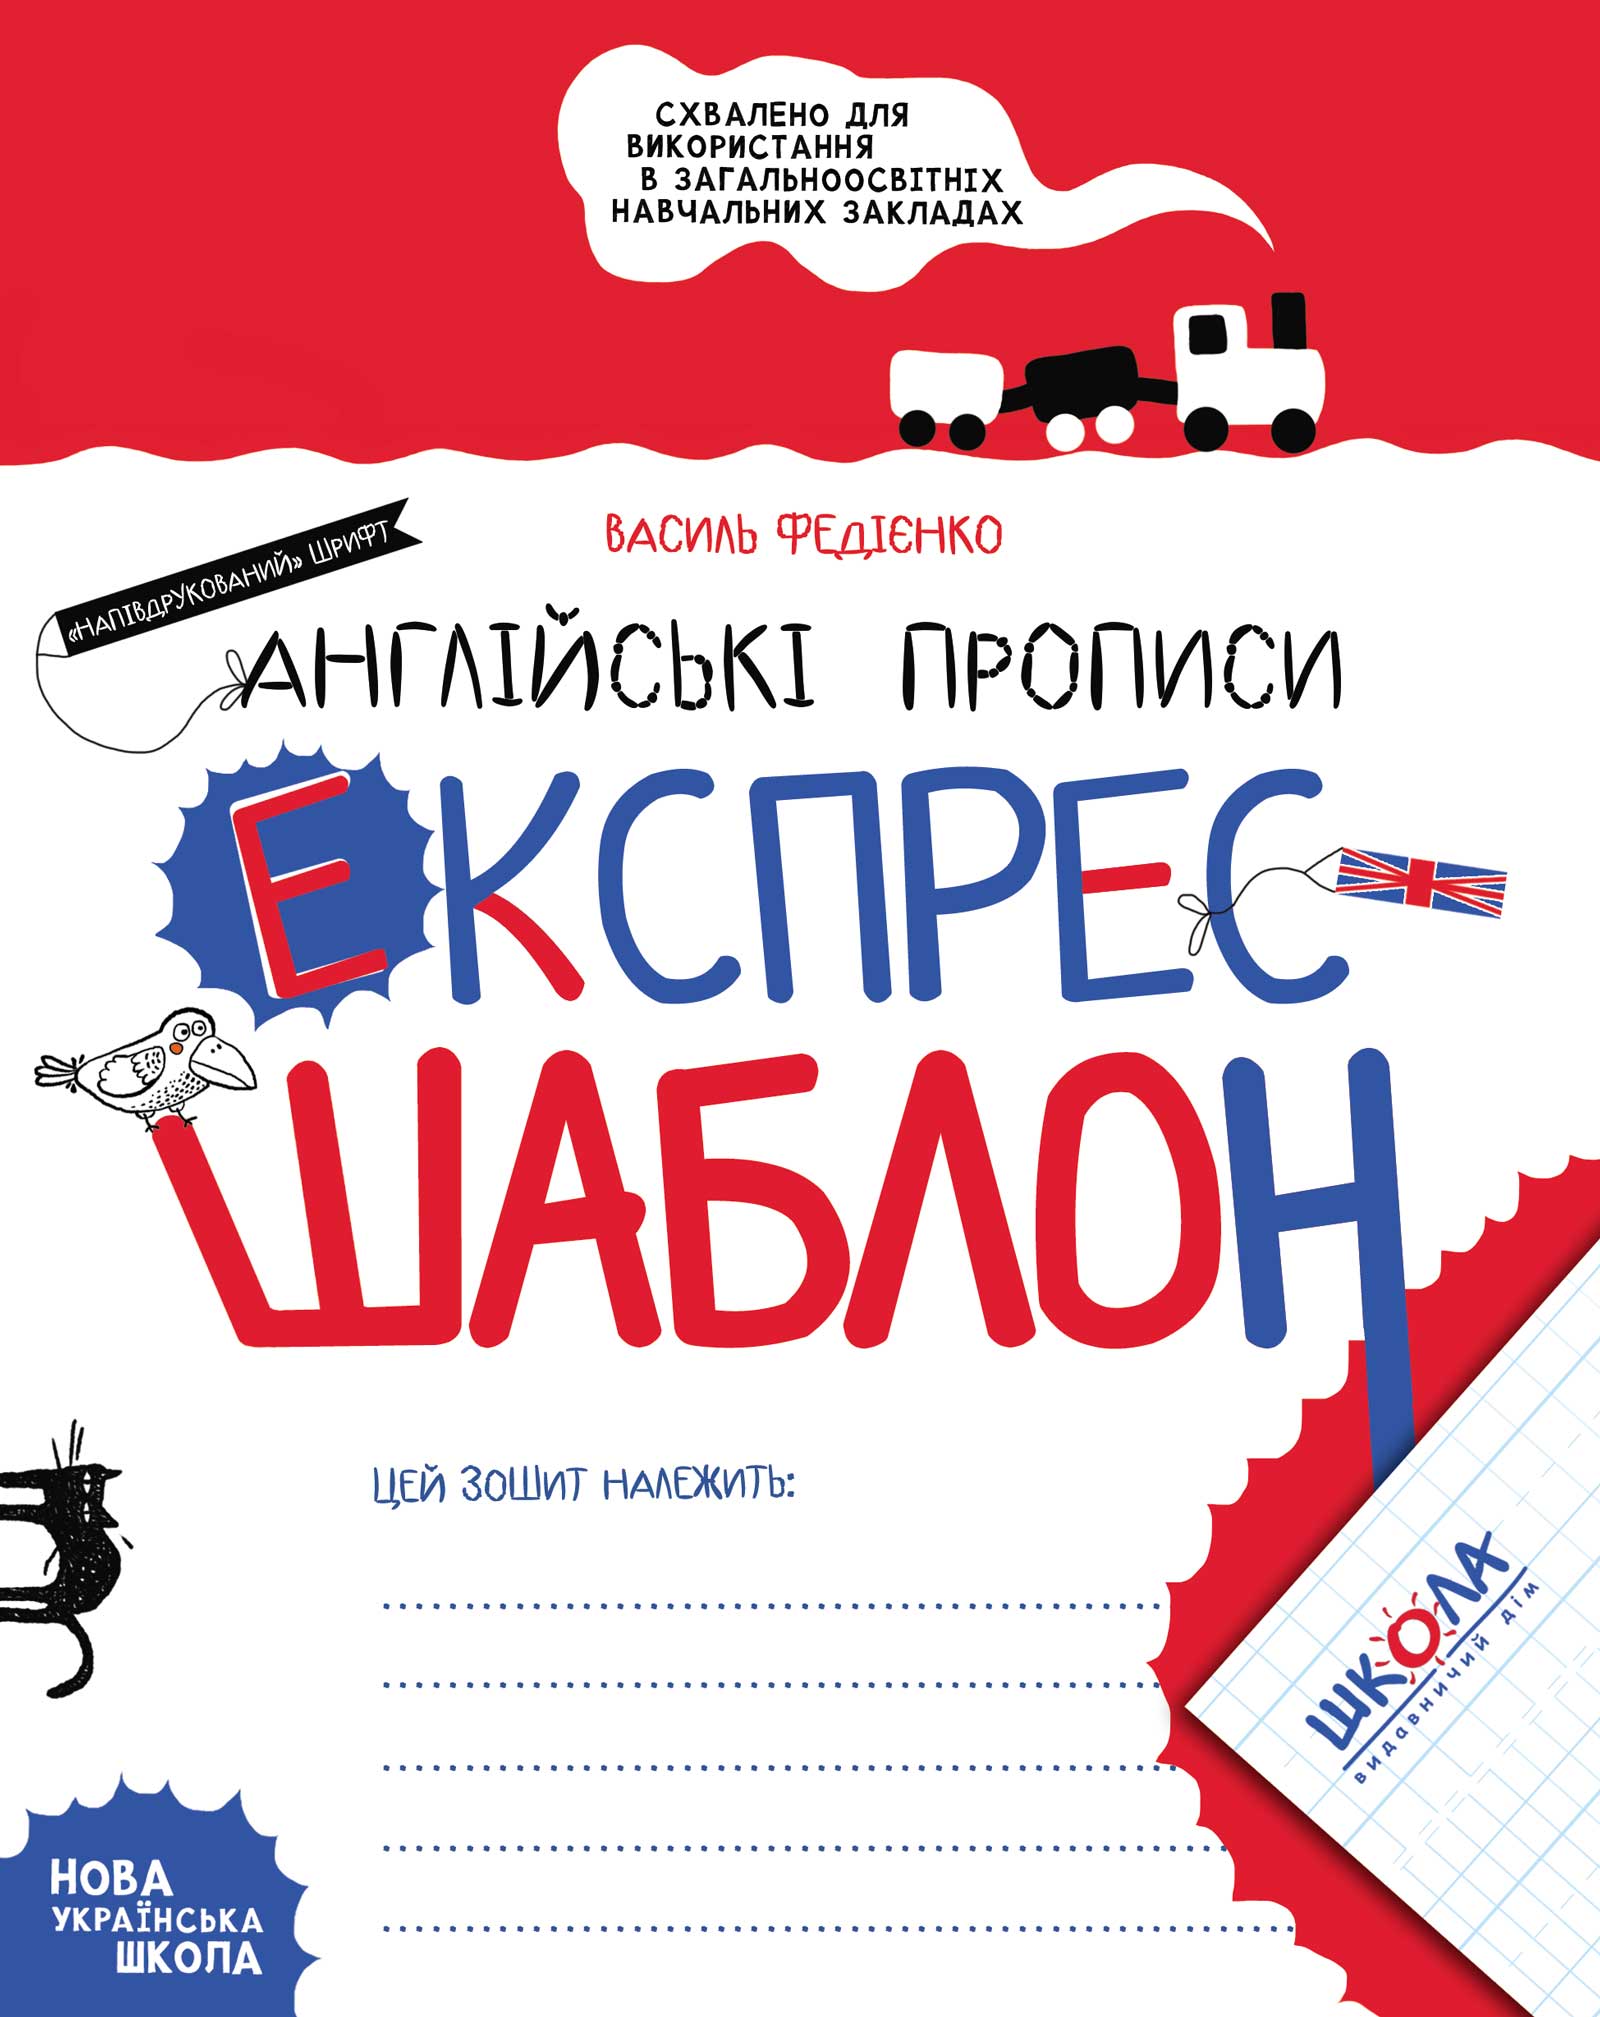 СХВАЛЕНО ДЛЯ
ВИКОРИСТАННЯ
В ЗАГАЛЬНООСВІТНІХ
НАВЧАЛЬНИХ ЗАКЛАДАХ
ВАСИЛЬ ФЕДІЄНКО
«НАПІВДРУКОВАНИЙ» ШРИФТ
АНГЛІЙСЬКІ ПРОПИСИ
ЕКСПРЕС
ШАБЛОН
ЦЕЙ ЗОШИТ НАЛЕЖИТЬ:
ШКОЛА
видавничий дім
НОВА
УКРАЇНСЬКА
ШКОЛА